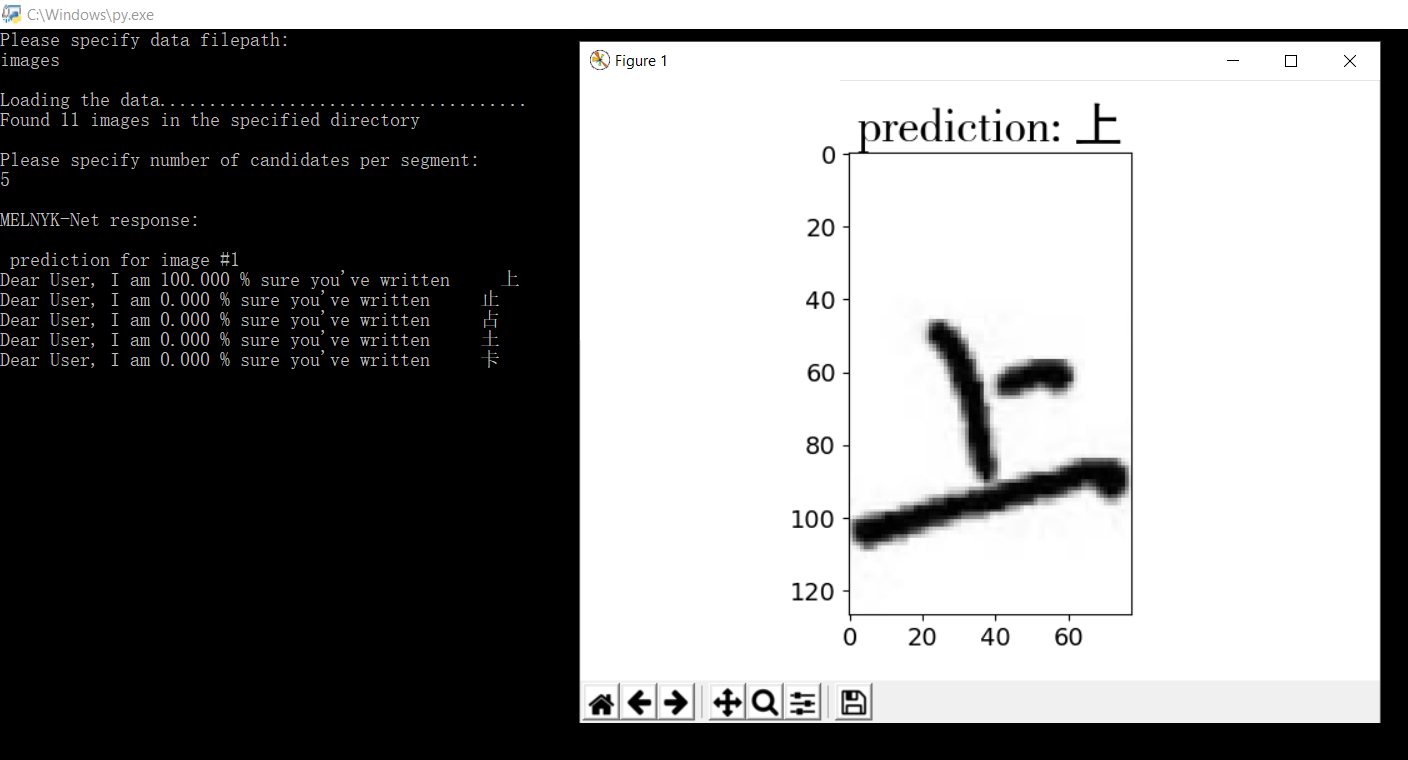 C:\Windows\py.exe
Please specify data filepath:
images
Loading the data.....................................
Found 11 images in the specified directory
Please specify number of candidates per segment:
5
MELNYK-Net response:
prediction for image #1
Dear User, I am 100.000 % sure you've written 上
Dear User, I am 0.000 % sure you've written 止
Dear User, I am 0.000 % sure you've written 占
Dear User, I am 0.000 % sure you've written 土
Dear User, I am 0.000 % sure you've written 卡
Figure 1
prediction: 上
0
20
40
60
80
100
120
上
0 20 40 60